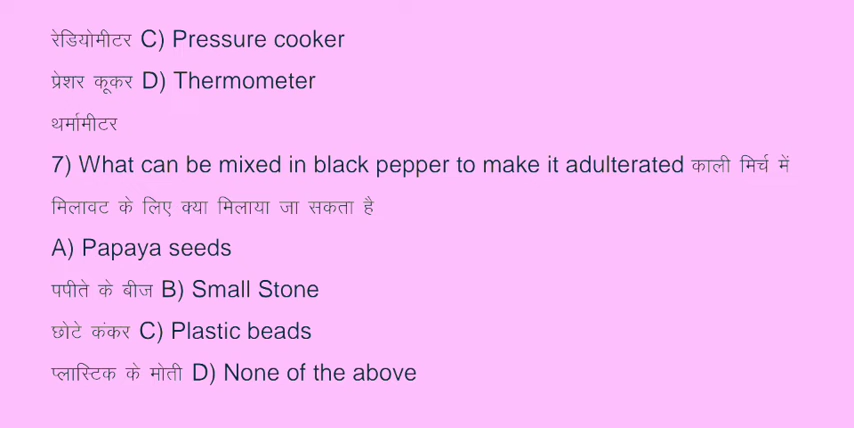 रेडियोमीटर C) Pressure cooker
प्रेशर कूकर D) Thermometer
थर्मामीटर
7) What can be mixed in black pepper to make it adulterated काली मिर्च में
मिलावट के लिए क्या मिलाया जा सकता है
A) Papaya seeds
पपीते के बीज B) Small Stone
छोटे कंकर C) Plastic beads
प्लास्टिक के मोती D) None of the above